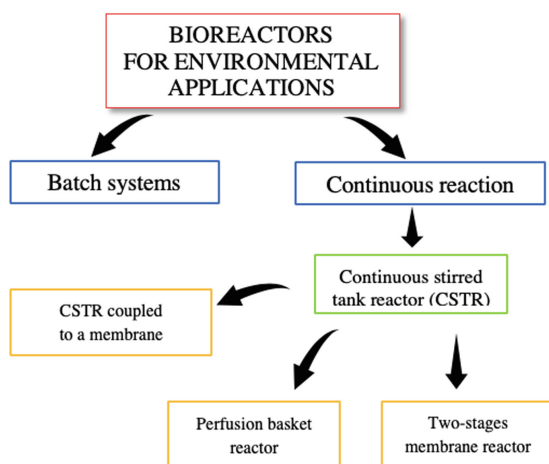 BIOREACTORS
FOR ENVIRONMENTAL
APPLICATIONS
Batch systems
Continuous reaction
Continuous stirred
tank reactor (CSTR)
CSTR coupled
to a membrane
Perfusion basket
reactor
Two-stages
membrane reactor